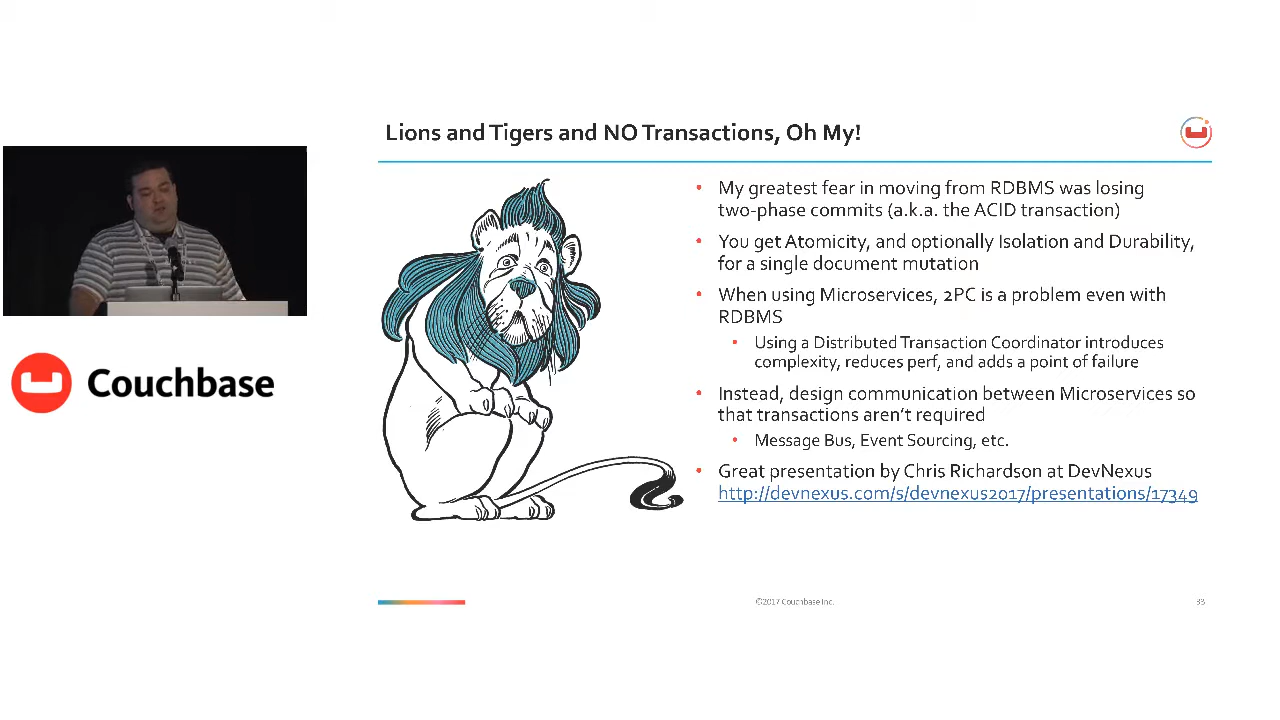 Lions and Tigers and NO Transactions, Oh My!
• My greatest fear in moving from RDBMS was losing
two-phase commits (a.k.a. the ACID transaction)
• You get Atomicity, and optionally Isolation and Durability,
for a single document mutation
• When using Microservices, 2PC is a problem even with
RDBMS
• Using a Distributed Transaction Coordinator introduces
complexity, reduces perf, and adds a point of failure
• Instead, design communication between Microservices so
that transactions aren't required
• Message Bus, Event Sourcing, etc.
• Great presentation by Chris Richardson at DevNexus
http://devnexus.com/s/devnexus2017/presentations/17349
Couchbase
©2017 Couchbase Inc.
33